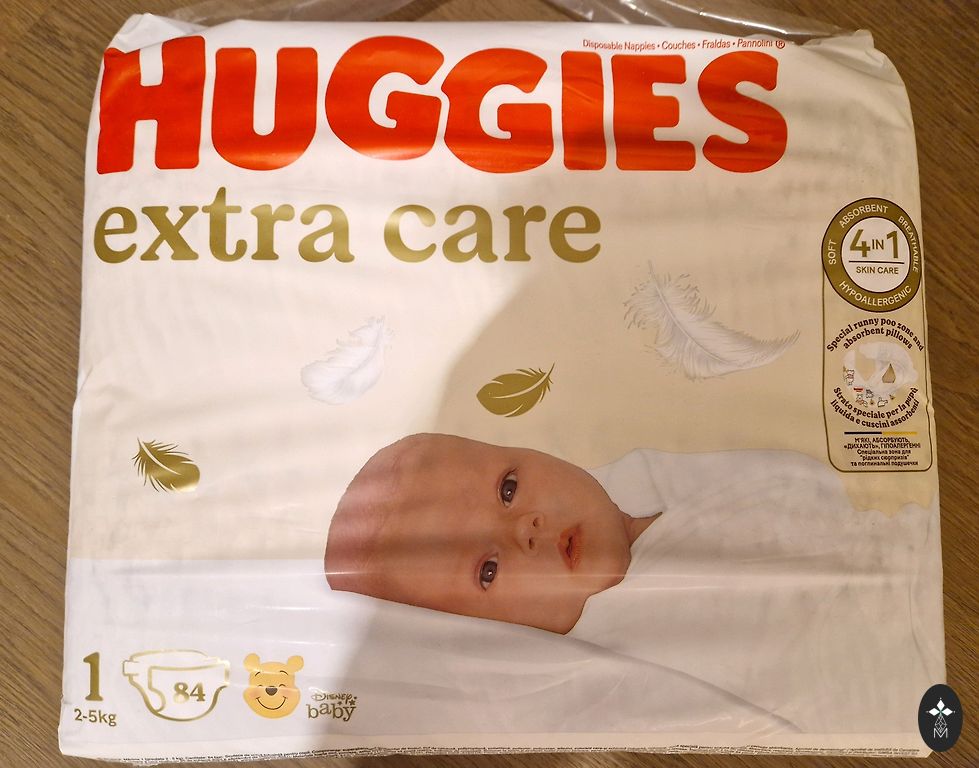 Disposable Nappies • Couches • Fraldas • Pannolini ®
HUGGIES
extra care
SOFT ABSORBENT BREATHABLE
4 IN 1
SKIN CARE
HYPOALLERGENIC
Special runny poo zone and
absorbent pillows
Strato speciale per la pupù
liquida e cuscini assorbenti
М'ЯКІ, АБСОРБУЮТЬ,
«ДИХАЮТЬ», ГІПОАЛЕРГЕННІ
Спеціальна зона для
"рідких сюрпризів"
та поглинальні подушечки
1
2-5kg
84
Disney
baby
M